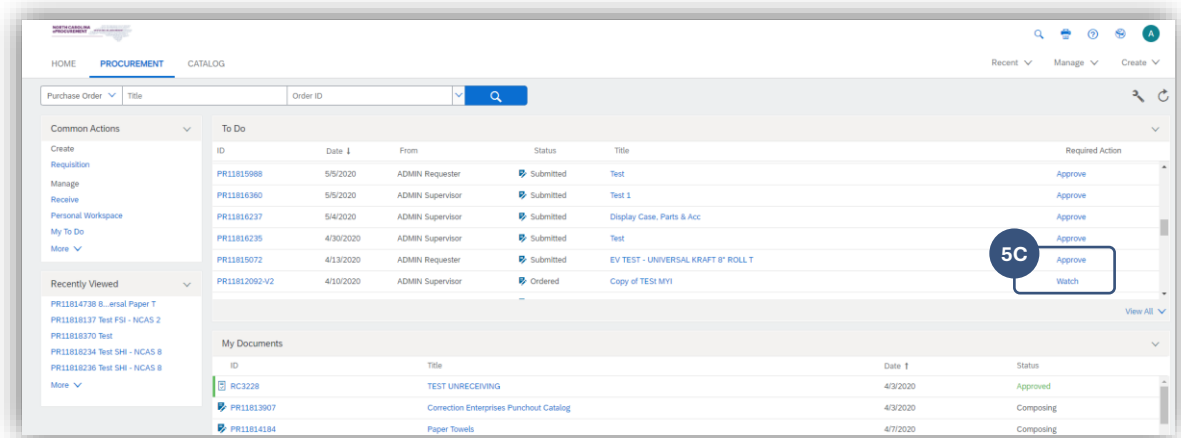 NORTH CAROLINA
ePROCUREMENT
HOME PROCUREMENT CATALOG
Recent Manage Create
A
Purchase Order Title Order ID
Common Actions
Create
Requisition
Manage
Receive
Personal Workspace
My To Do
More
Recently Viewed
PR11814738 8...ersal Paper T
PR11818137 Test FSI - NCAS 2
PR11818370 Test
PR11818234 Test SHI - NCAS 8
PR11818236 Test SHI - NCAS 8
More
To Do
ID Date ↓ From Status Title Required Action
PR11815988 5/5/2020 ADMIN Requester Submitted Test Approve
PR11816360 5/5/2020 ADMIN Supervisor Submitted Test 1 Approve
PR11816237 5/4/2020 ADMIN Supervisor Submitted Display Case, Parts & Acc Approve
PR11816235 4/30/2020 ADMIN Supervisor Submitted Test Approve
5C
PR11815072 4/13/2020 ADMIN Requester Submitted EV TEST - UNIVERSAL KRAFT 8" ROLL T Approve
PR11812092-V2 4/10/2020 ADMIN Supervisor Ordered Copy of TESt MYI Watch
View All
My Documents
ID Title Date ↑ Status
RC3228 TEST UNRECEIVING 4/3/2020 Approved
PR11813907 Correction Enterprises Punchout Catalog 4/3/2020 Composing
PR11814184 Paper Towels 4/7/2020 Composing